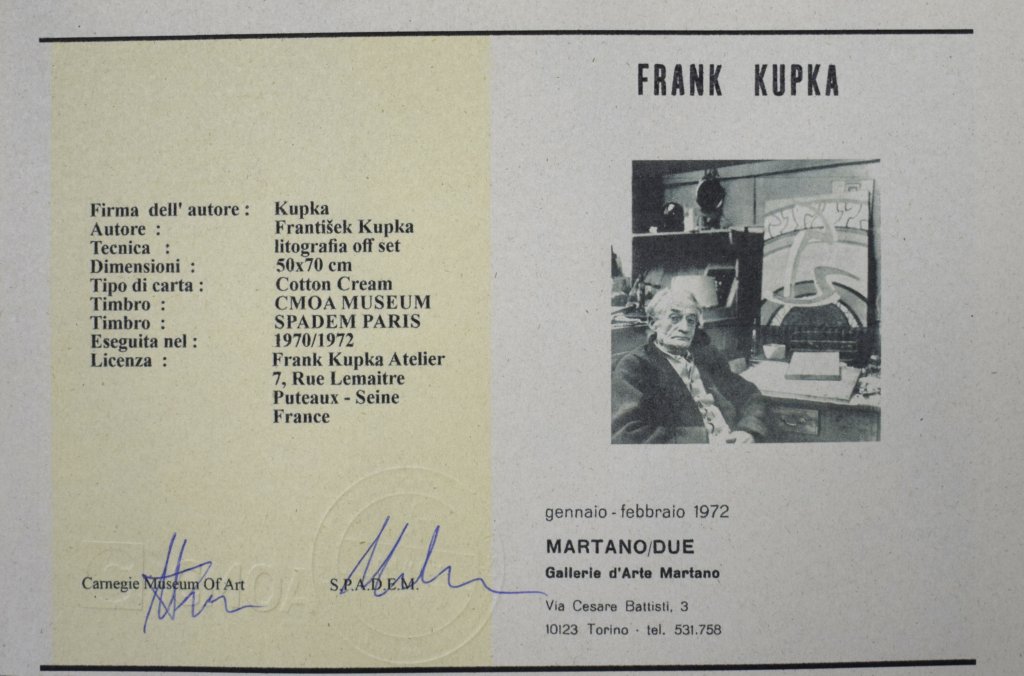 FRANK KUPKA
Firma dell' autore : Kupka
Autore : František Kupka
Tecnica : litografia off set
Dimensioni : 50x70 cm
Tipo di carta : Cotton Cream
Timbro : CMOA MUSEUM
Timbro : SPADEM PARIS
Eseguita nel : 1970/1972
Licenza : Frank Kupka Atelier
7, Rue Lemaitre
Puteaux - Seine
France
Carnegie Museum Of Art
S.P.A.D.E.M.
CMOA
gennaio - febbraio 1972
MARTANO/DUE
Gallerie d'Arte Martano
Via Cesare Battisti, 3
10123 Torino · tel. 531.758